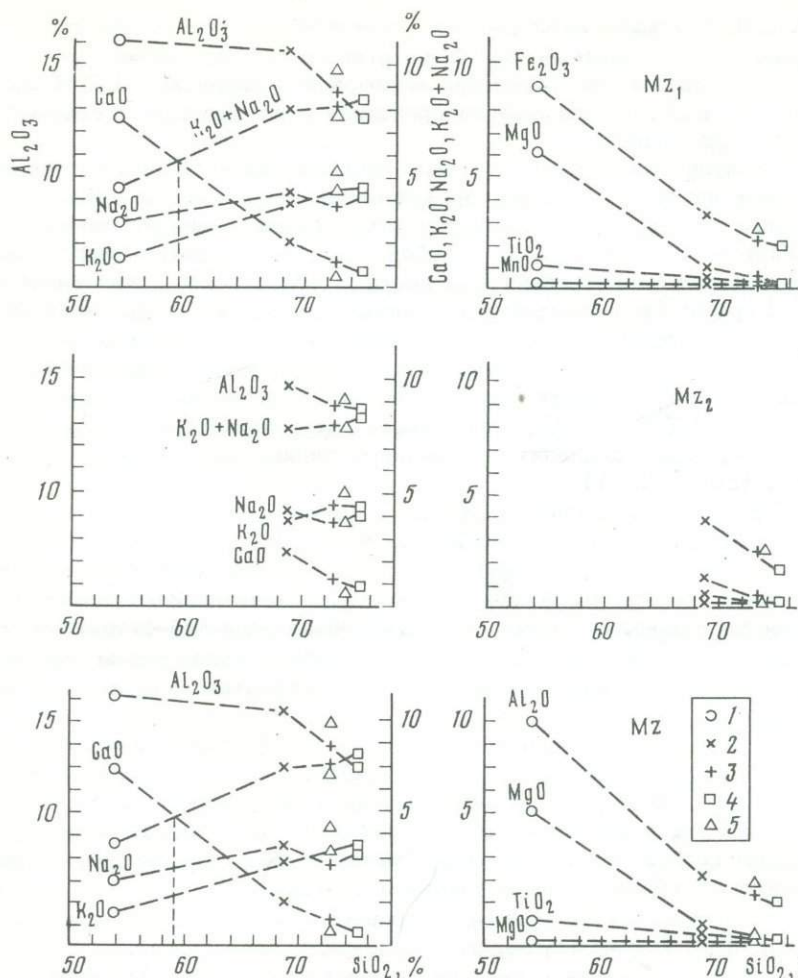 %
Al₂O₃
%
15
CaO
K₂O+Na₂O
10
Al₂O₃
10
5
Na₂O
K₂O
50
60
70
CaO, K₂O, Na₂O, K₂O+Na₂O
10
Fe₂O₃
Mz₁
MgO
5
TiO₂
MnO
50
60
70
15
Al₂O₃
10
K₂O+Na₂O
10
Na₂O
5
K₂O
CaO
50
60
70
10
Mz₂
5
50
60
70
Al₂O₃
15
10
CaO
10
5
Na₂O
K₂O
50
60
70
SiO₂, %
Al₂O
Mz
10
MgO
5
TiO₂
MgO
50
60
70
SiO₂,
1
2
3
4
5